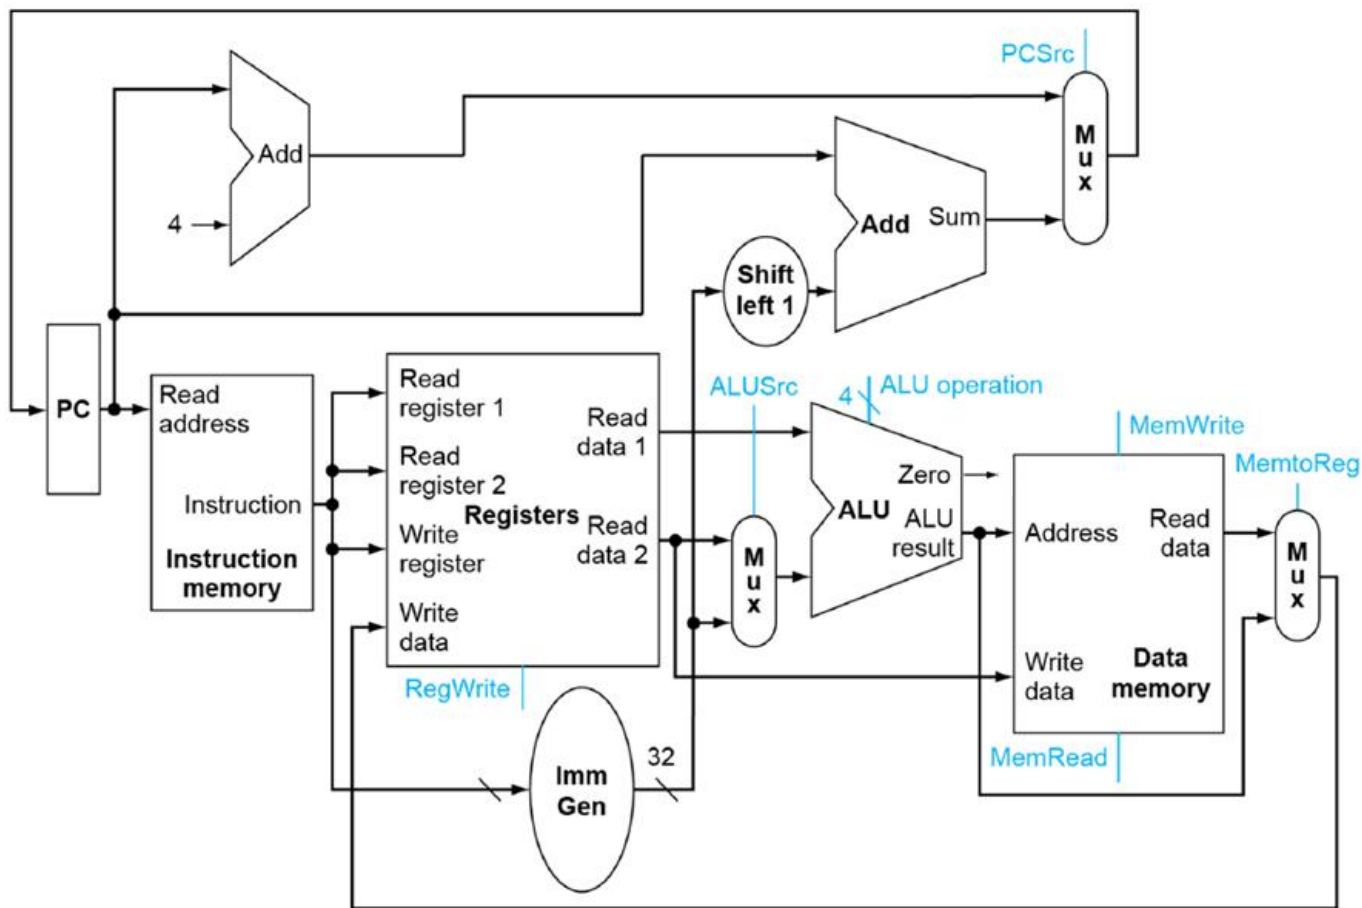 PCSrc
M
u
x
Add
4
Add
Sum
Shift
left 1
PC
Read
address
Instruction
Instruction
memory
Read
register 1
Read
register 2
Write
register
Write
data
Registers
Read
data 1
Read
data 2
RegWrite
Imm
Gen
32
ALUSrc
M
u
x
4
ALU operation
Zero
ALU
ALU
result
MemWrite
Address
Read
data
Write
data
Data
memory
MemRead
MemtoReg
M
u
x